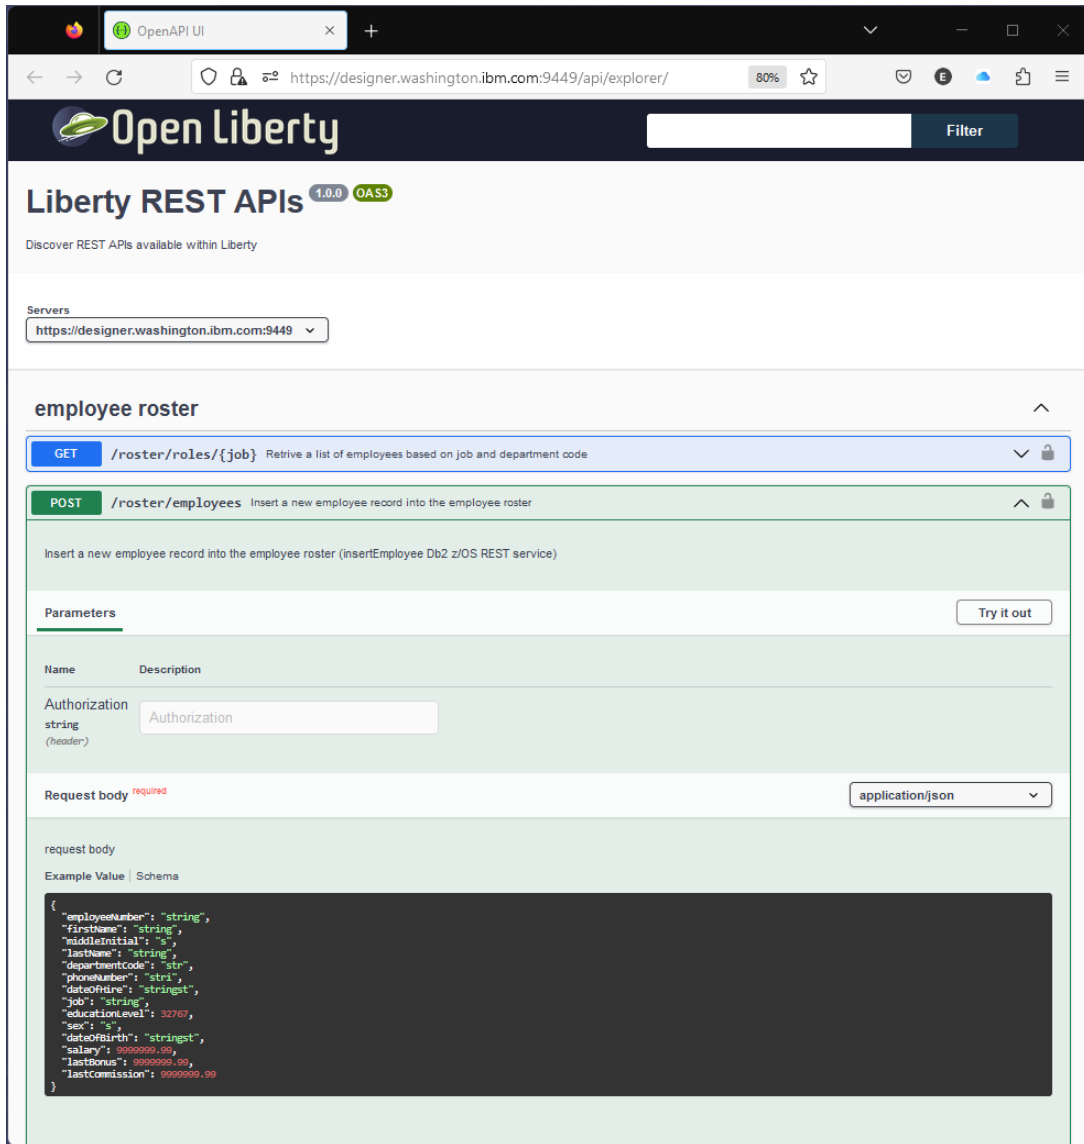 OpenAPI UI
https://designer.washington.ibm.com:9449/api/explorer/
80%
E
Open Liberty
Filter
Liberty REST APIs 1.0.0 OAS3
Discover REST APIs available within Liberty
Servers
https://designer.washington.ibm.com:9449
employee roster
GET /roster/roles/{job} Retrive a list of employees based on job and department code
POST /roster/employees Insert a new employee record into the employee roster
Insert a new employee record into the employee roster (insertEmployee Db2 z/OS REST service)
Parameters
Try it out
Name Description
Authorization
string
(header)
Authorization
Request body required
application/json
request body
Example Value Schema
{
"employeeNumber": "string",
"firstName": "string",
"middleInitial": "s",
"lastName": "string",
"departmentCode": "str",
"phoneNumber": "stri",
"dateOfHire": "stringst",
"job": "string",
"educationLevel": 32767,
"sex": "s",
"dateOfBirth": "stringst",
"salary": 9999999.99,
"lastBonus": 9999999.99,
"lastCommission": 9999999.99
}